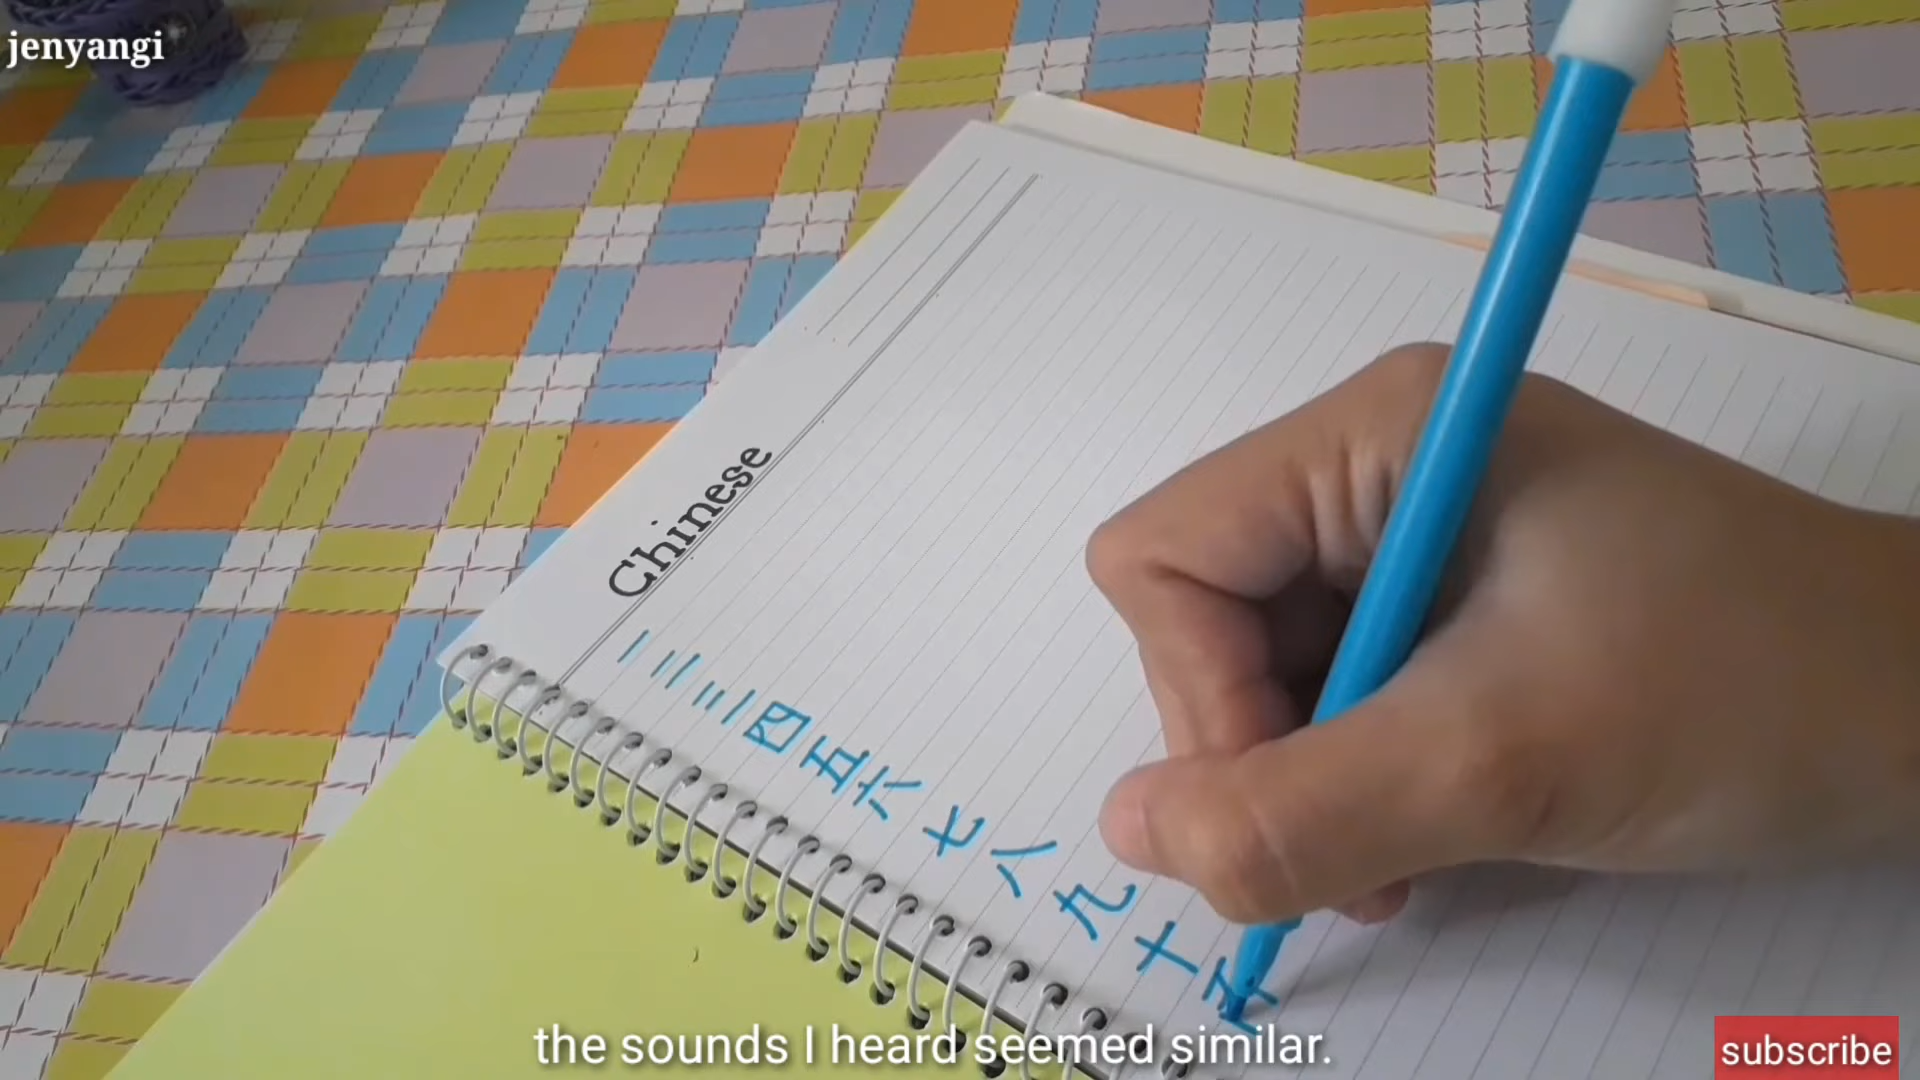 jenyangi
Chinese
一
二
三
四
五
六
七
八
九
十
the sounds I heard seemed similar.
subscribe